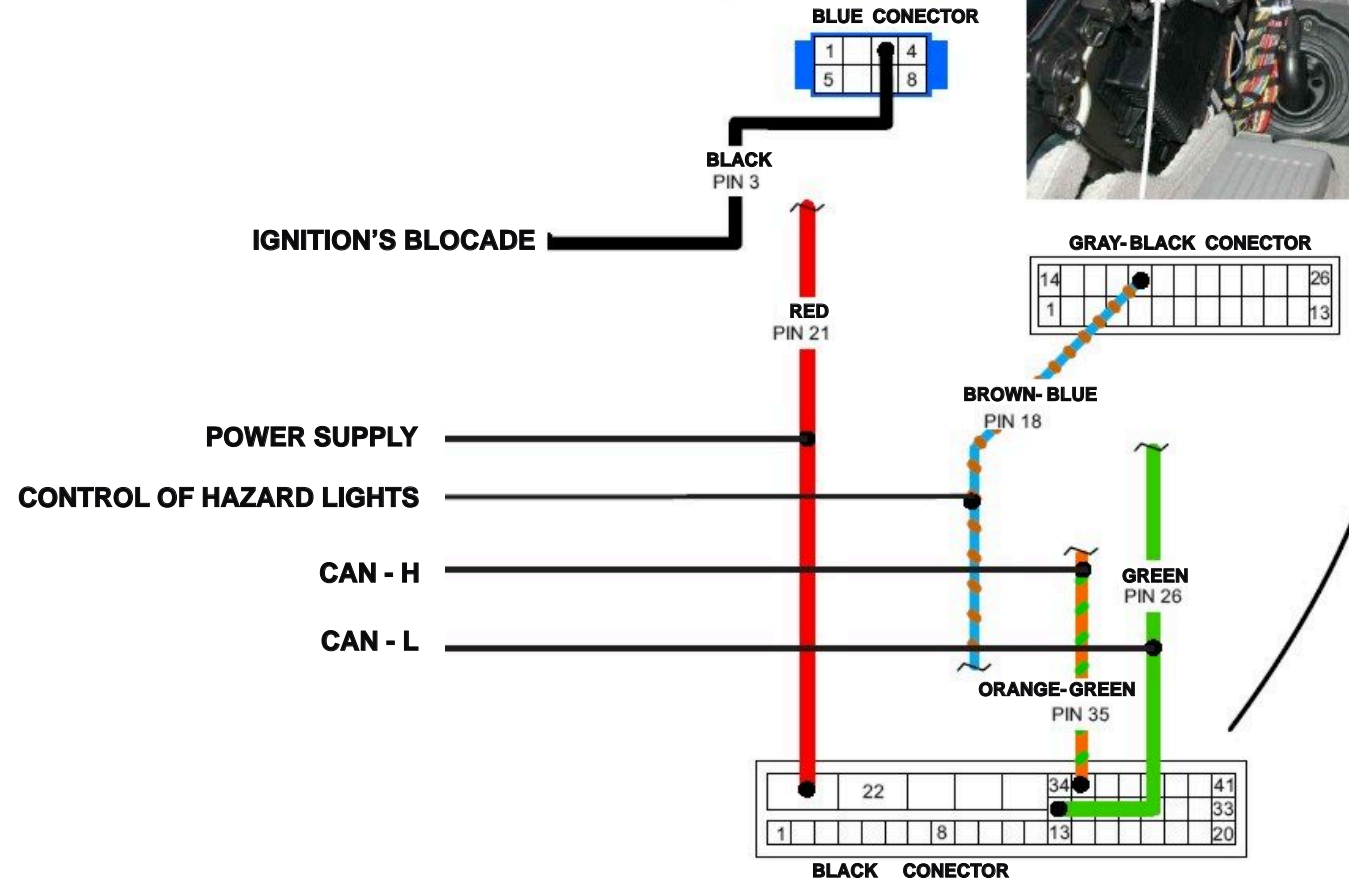 BLUE CONECTOR
1 4
5 8
BLACK
PIN 3
IGNITION'S BLOCADE
GRAY-BLACK CONECTOR
14 26
1 13
RED
PIN 21
BROWN-BLUE
PIN 18
POWER SUPPLY
CONTROL OF HAZARD LIGHTS
CAN - H
GREEN
PIN 26
CAN - L
ORANGE-GREEN
PIN 35
22 34 41
33
1 8 13 20
BLACK CONECTOR